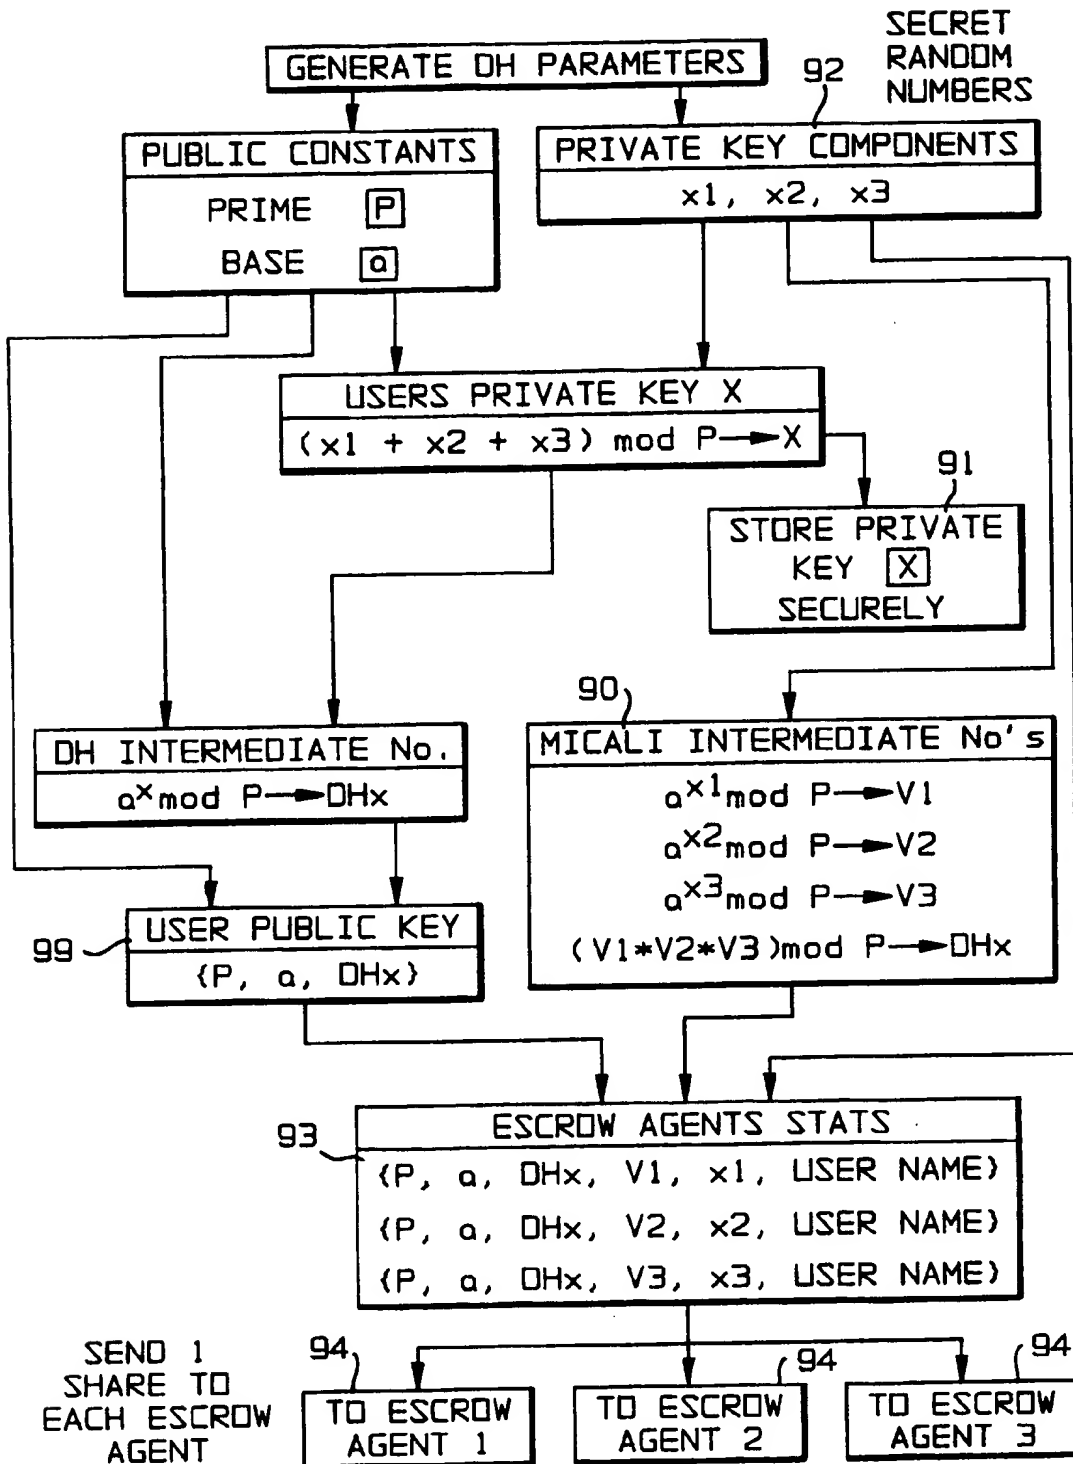 SECRET
RANDOM
NUMBERS
GENERATE DH PARAMETERS
92
PUBLIC CONSTANTS
PRIME P
BASE a
PRIVATE KEY COMPONENTS
x1, x2, x3
USERS PRIVATE KEY X
(x1 + x2 + x3) mod P→X
91
STORE PRIVATE
KEY X
SECURELY
DH INTERMEDIATE No.
a^x mod P→DHx
90
MICALI INTERMEDIATE No's
a^x1 mod P→V1
a^x2 mod P→V2
a^x3 mod P→V3
(V1*V2*V3)mod P→DHx
99
USER PUBLIC KEY
{P, a, DHx}
93
ESCROW AGENTS STATS
{P, a, DHx, V1, x1, USER NAME}
{P, a, DHx, V2, x2, USER NAME}
{P, a, DHx, V3, x3, USER NAME}
SEND 1
SHARE TO
EACH ESCROW
AGENT
94
TO ESCROW
AGENT 1
94
TO ESCROW
AGENT 2
94
TO ESCROW
AGENT 3